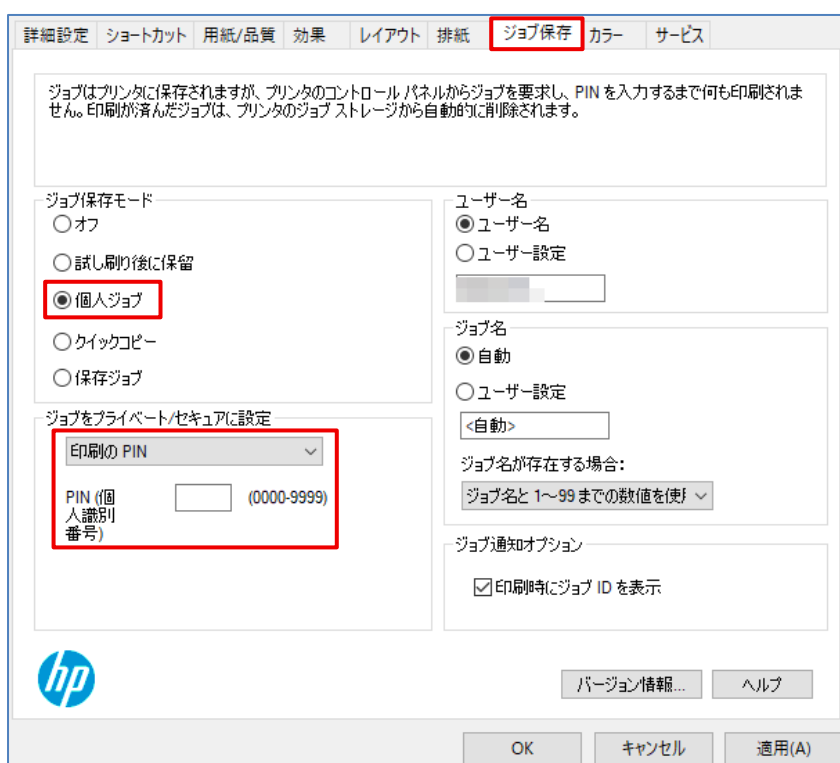 詳細設定 ショートカット 用紙/品質 効果 レイアウト 排紙 ジョブ保存 カラー サービス
ジョブはプリンタに保存されますが、プリンタのコントロール パネルからジョブを要求し、PIN を入力するまで何も印刷されま
せん。印刷が済んだジョブは、プリンタのジョブ ストレージから自動的に削除されます。
ジョブ保存モード
オフ
試し刷り後に保留
個人ジョブ
クイックコピー
保存ジョブ
ジョブをプライベート/セキュアに設定
印刷の PIN
PIN (個
人識別
番号)
(0000-9999)
ユーザー名
ユーザー名
ユーザー設定
ジョブ名
自動
ユーザー設定
<自動>
ジョブ名が存在する場合:
ジョブ名と 1～99 までの数値を使用
ジョブ通知オプション
印刷時にジョブ ID を表示
hp
バージョン情報... ヘルプ
OK キャンセル 適用(A)